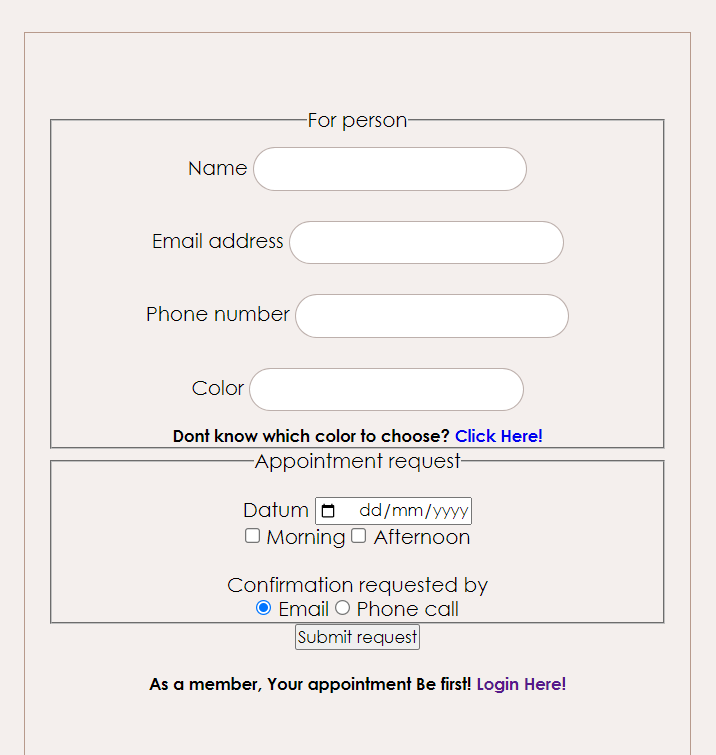 For person
Name
Email address
Phone number
Color
Dont know which color to choose? Click Here!
Appointment request
Datum dd/mm/yyyy
Morning Afternoon
Confirmation requested by
Email Phone call
Submit request
As a member, Your appointment Be first! Login Here!